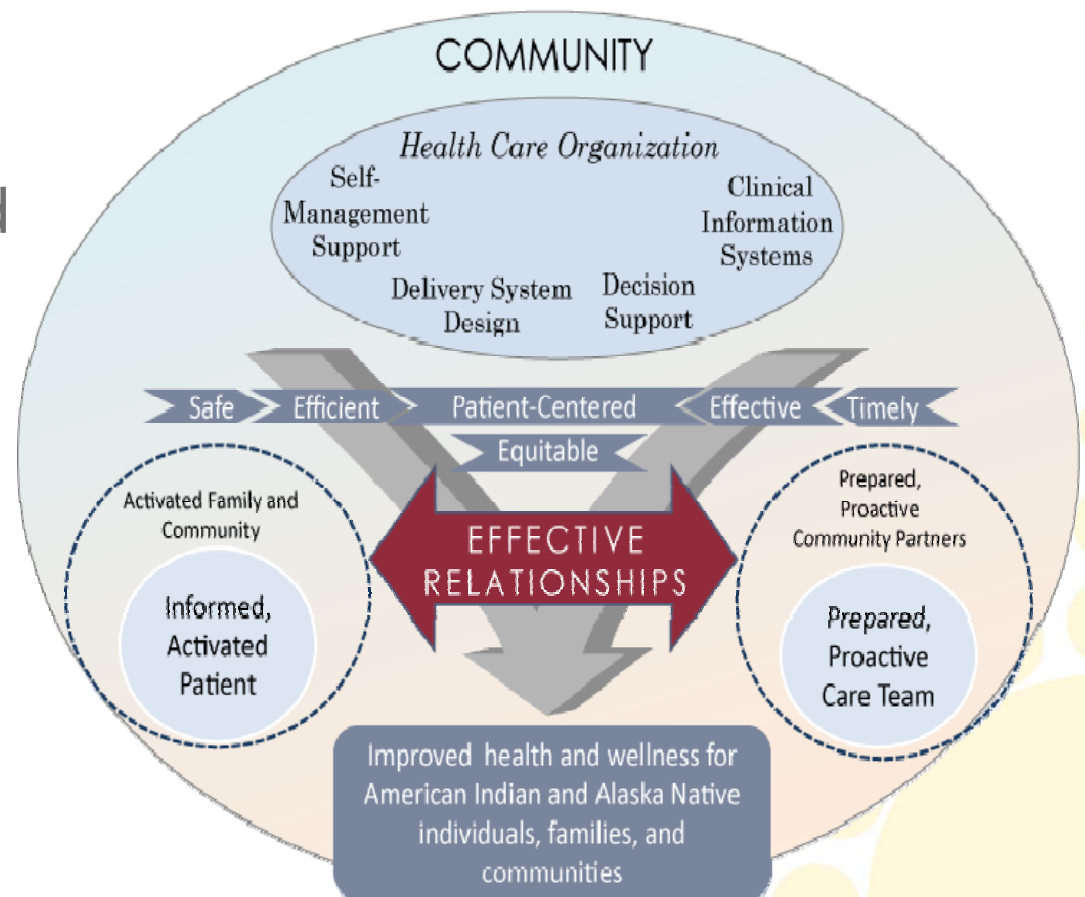 COMMUNITY
Health Care Organization
Self-
Management
Support
Clinical
Information
Systems
Delivery System
Design
Decision
Support
Safe
Efficient
Patient-Centered
Effective
Timely
Equitable
Activated Family and
Community
Informed,
Activated
Patient
EFFECTIVE
RELATIONSHIPS
Prepared,
Proactive
Community Partners
Prepared,
Proactive
Care Team
Improved health and wellness for
American Indian and Alaska Native
individuals, families, and
communities